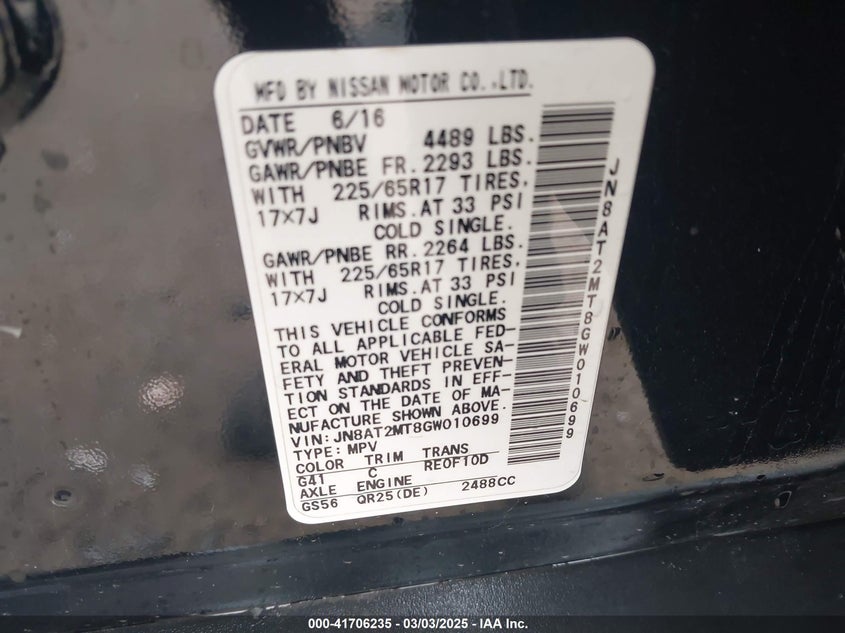 MFD BY NISSAN MOTOR CO.,LTD.
DATE 6/16
GVWR/PNBV 4489 LBS.
GAWR/PNBE FR. 2293 LBS.
WITH 225/65R17 TIRES,
17x7J RIMS.AT 33 PSI
COLD SINGLE.
GAWR/PNBE RR. 2264 LBS.
WITH 225/65R17 TIRES,
17x7J RIMS.AT 33 PSI
COLD SINGLE.
THIS VEHICLE CONFORMS
TO ALL APPLICABLE FED-
ERAL MOTOR VEHICLE SA-
FETY AND THEFT PREVEN-
TION STANDARDS IN EFF-
ECT ON THE DATE OF MA-
NUFACTURE SHOWN ABOVE.
VIN: JN8AT2MT8GW010699
TYPE: MPV
COLOR TRIM TRANS
G41 C RE0F10D
AXLE ENGINE
GS56 QR25(DE) 2488CC
JN8AT2MT8GW010699
000-41706235 - 03/03/2025 - IAA Inc.